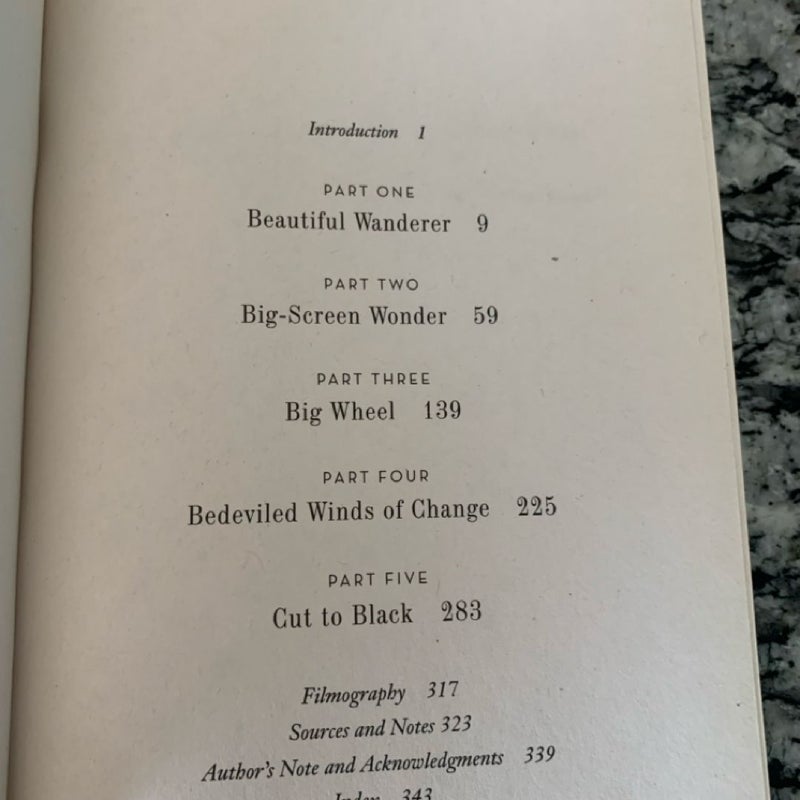 Introduction 1
PART ONE
Beautiful Wanderer 9
PART TWO
Big-Screen Wonder 59
PART THREE
Big Wheel 139
PART FOUR
Bedeviled Winds of Change 225
PART FIVE
Cut to Black 283
Filmography 317
Sources and Notes 323
Author's Note and Acknowledgments 339
Index 343